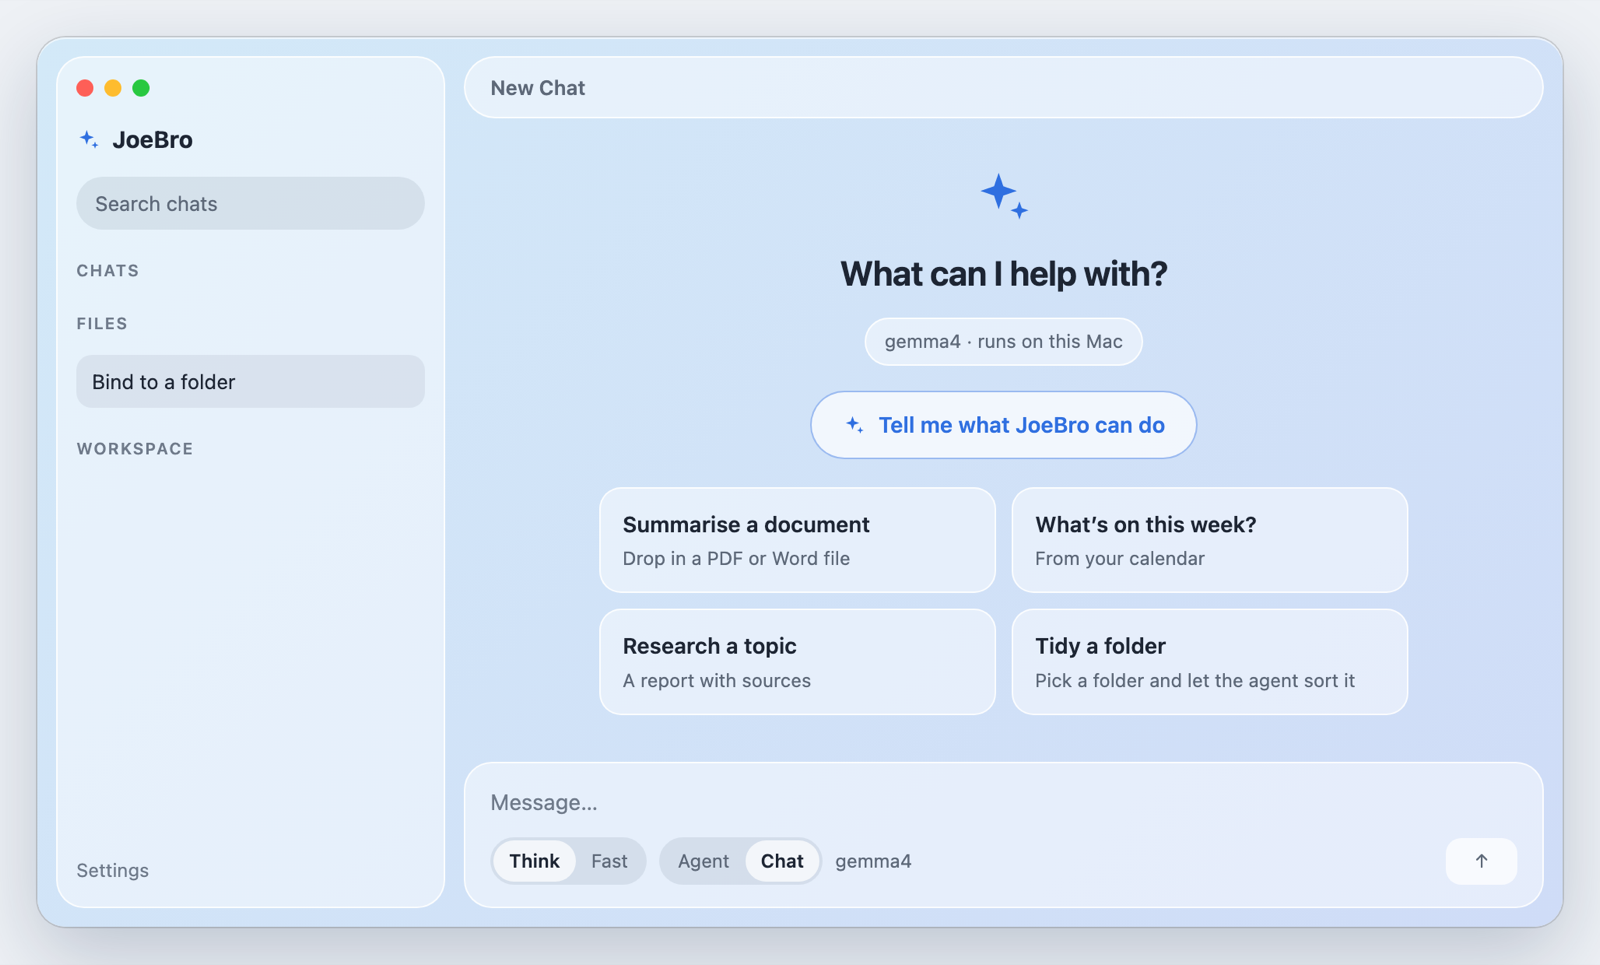 JoeBro
Search chats
CHATS
FILES
Bind to a folder
WORKSPACE
Settings
New Chat
What can I help with?
gemma4 · runs on this Mac
Tell me what JoeBro can do
Summarise a document
Drop in a PDF or Word file
What’s on this week?
From your calendar
Research a topic
A report with sources
Tidy a folder
Pick a folder and let the agent sort it
Message...
Think Fast Agent Chat gemma4